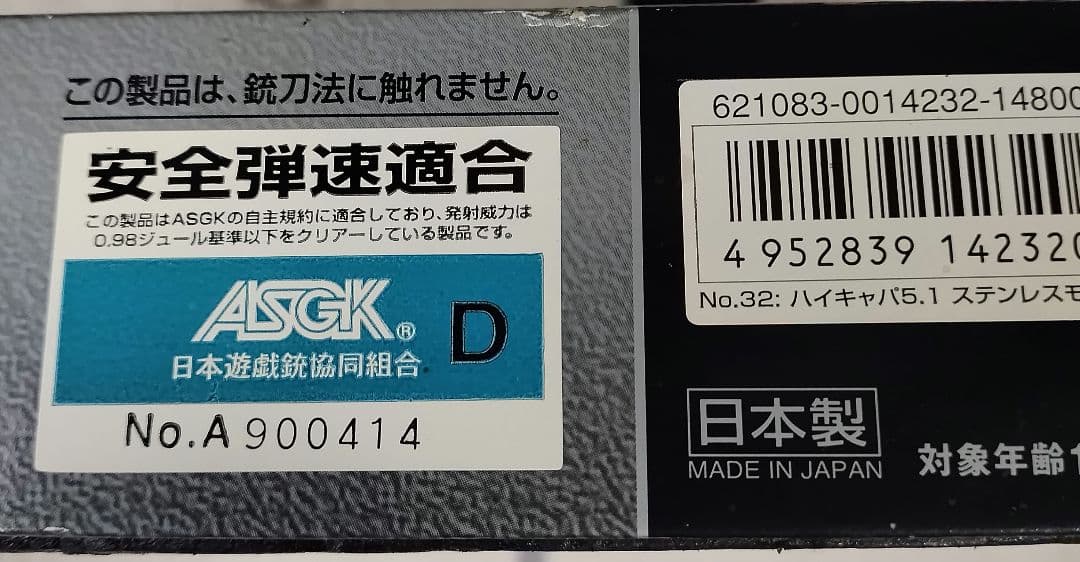 この製品は、銃刀法に触れません。
安全弾速適合
この製品はASGKの自主規約に適合しており、発射威力は
0.98ジュール基準以下をクリアーしている製品です。
ASGK®
D
日本遊戯銃協同組合
No.A 900414
621083-0014232-14800
4 952839 142320
No.32: ハイキャパ5.1 ステンレスモ
日本製
MADE IN JAPAN
対象年齢1